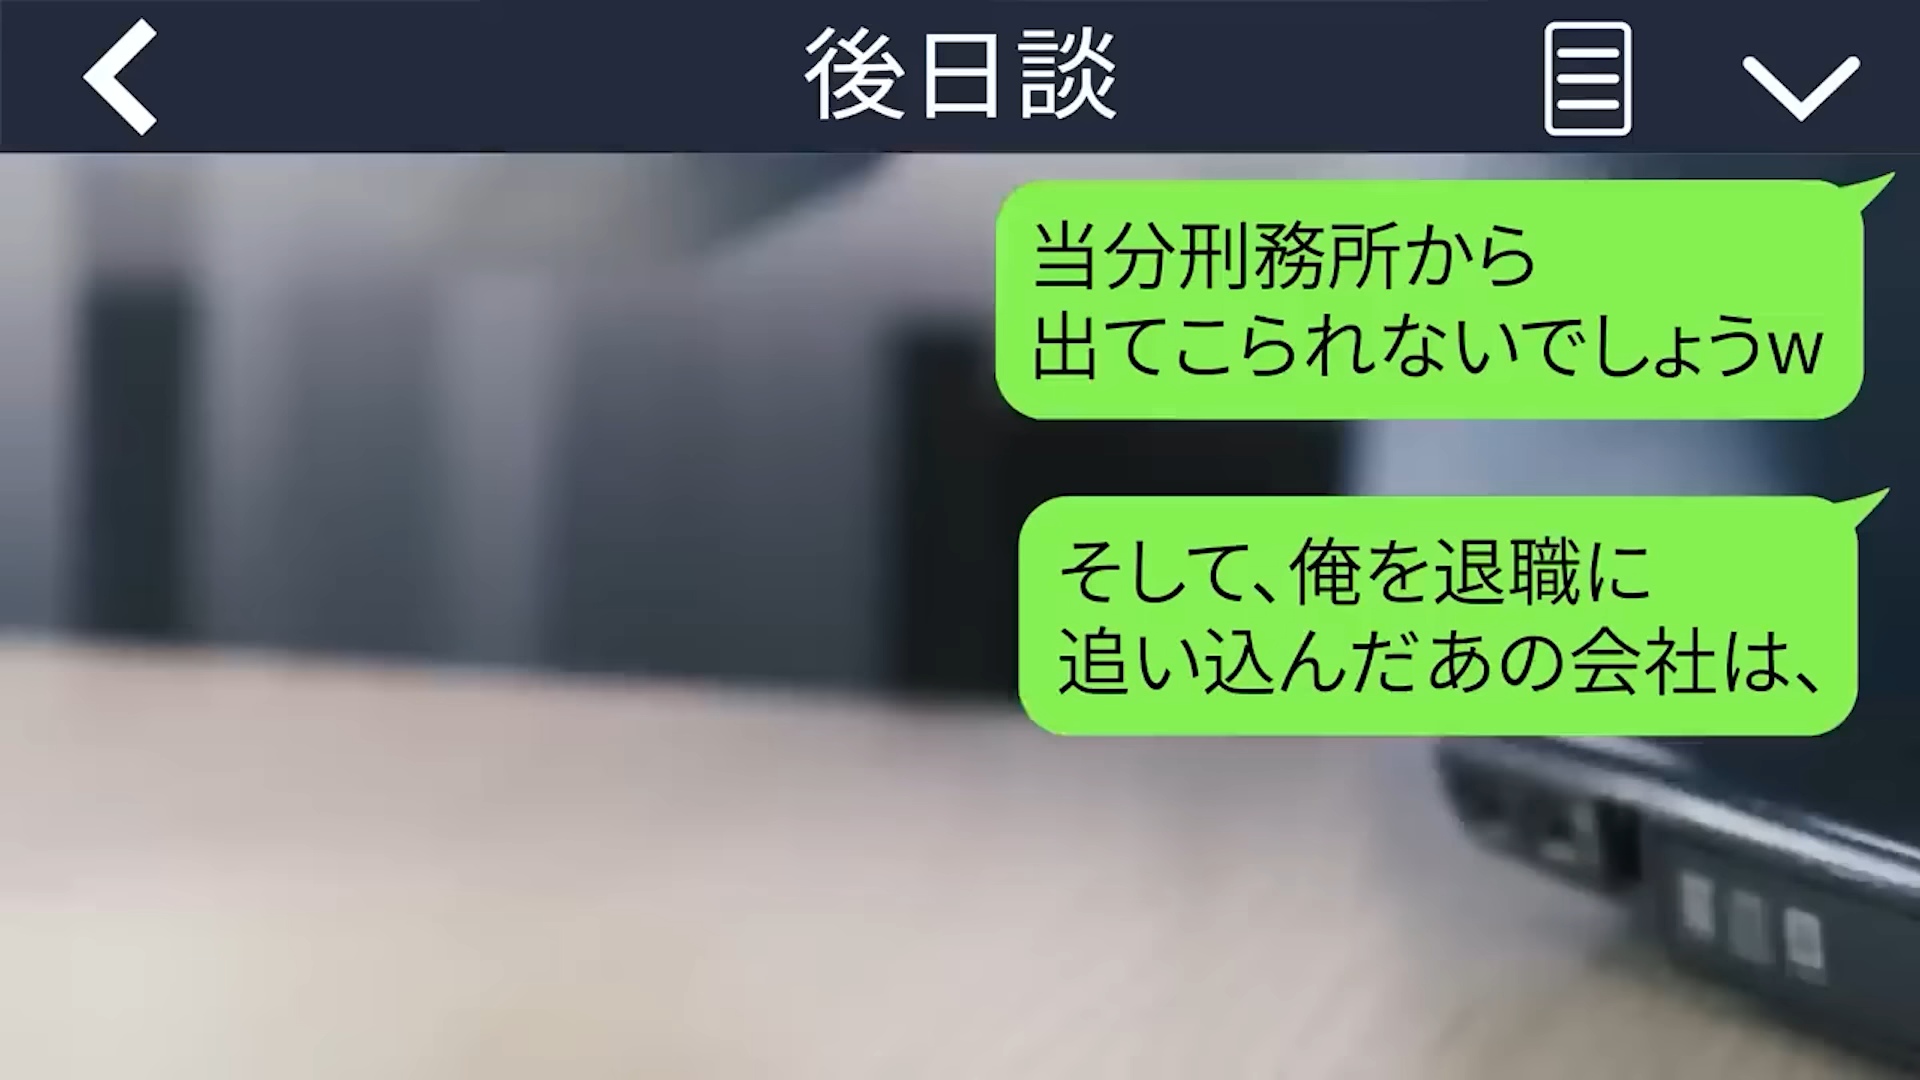 後日談
当分刑務所から
出てこられないでしょうw
そして、俺を退職に
追い込んだあの会社は、